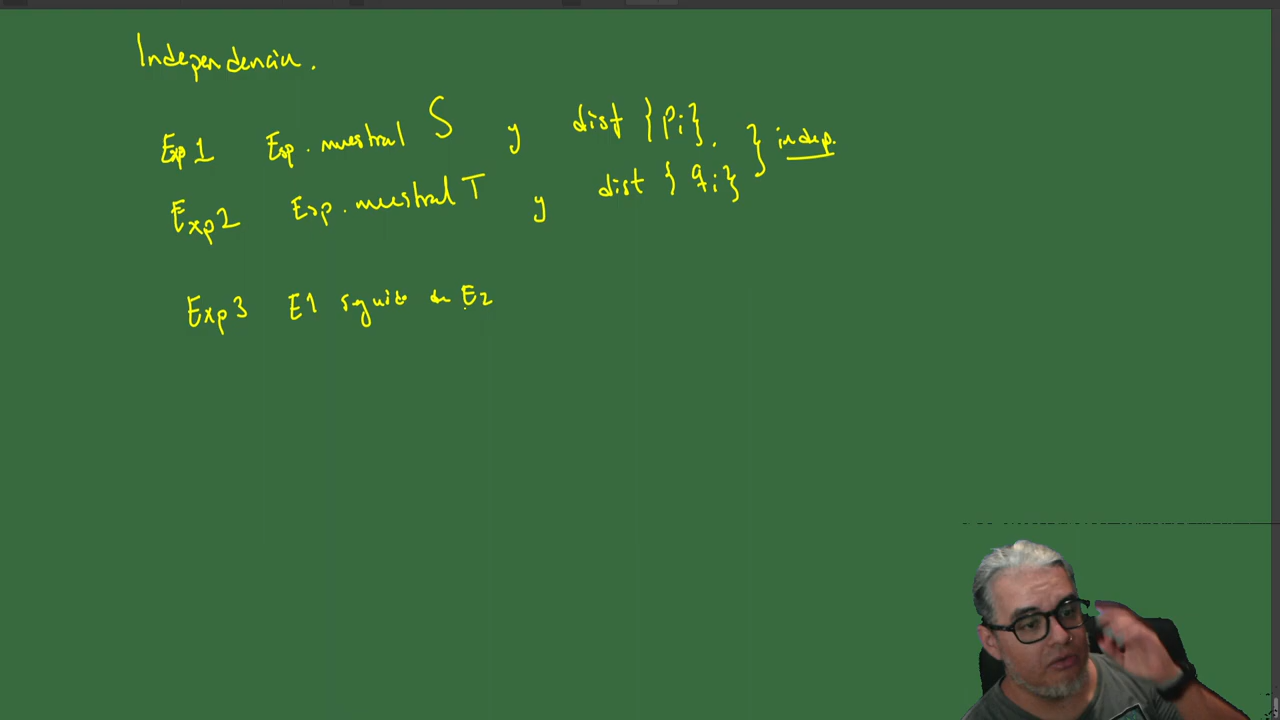 Independencia.
Exp 1 Esp. muestral S y dist {Pi}. } indep.
Exp 2 Esp. muestral T y dist {qi}
Exp 3 E1 seguido de E2